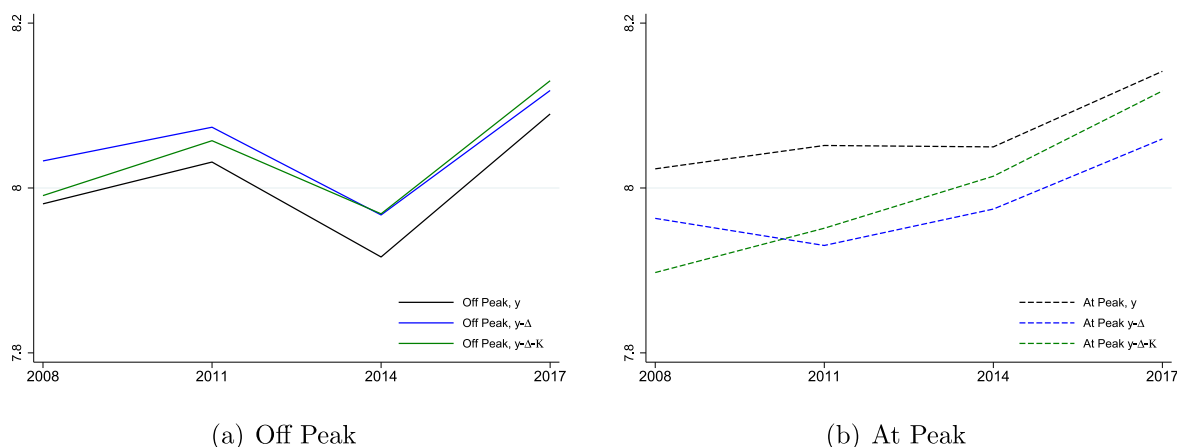 8.2
8
7.8
2008 2011 2014 2017
Off Peak, y
Off Peak, y-Δ
Off Peak, y-Δ-K
(a) Off Peak
8.2
8
7.8
2008 2011 2014 2017
At Peak, y
At Peak y-Δ
At Peak y-Δ-K
(b) At Peak